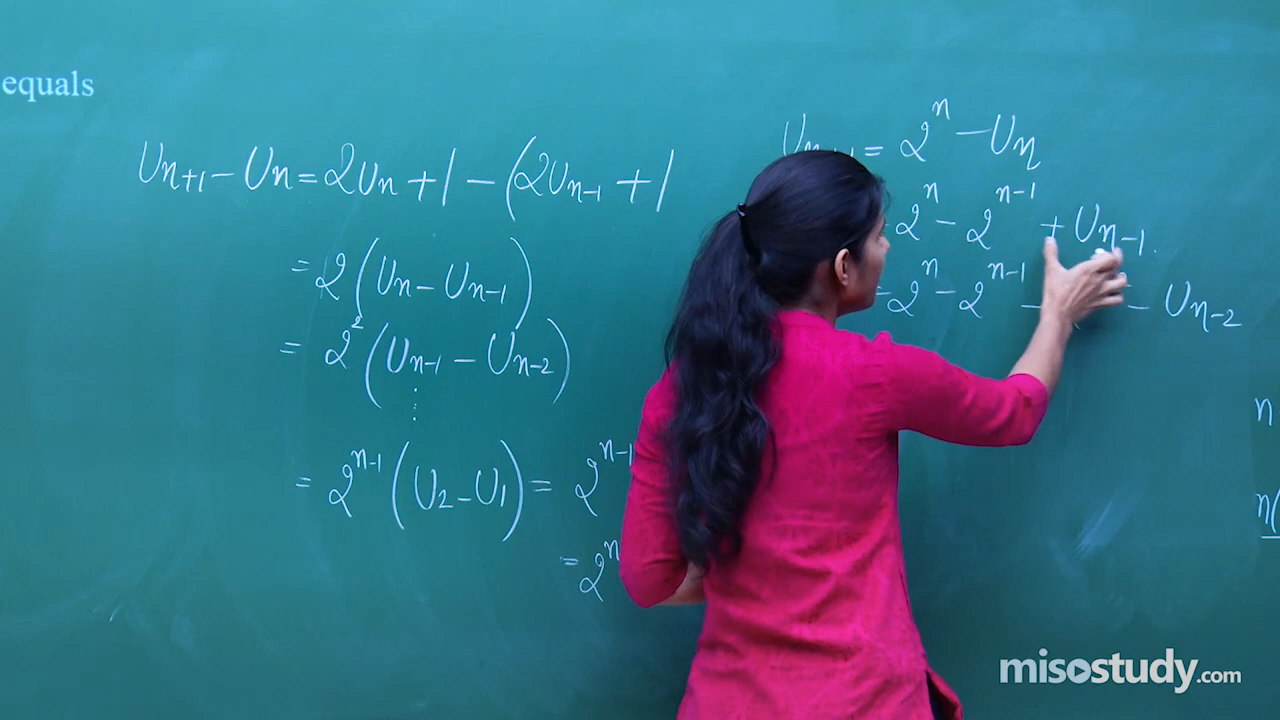 equals
Uₙ₊₁ - Uₙ = 2Uₙ + 1 - (2Uₙ₋₁ + 1
= 2(Uₙ - Uₙ₋₁)
= 2²(Uₙ₋₁ - Uₙ₋₂)
⋮
= 2ⁿ⁻¹(U₂ - U₁) = 2ⁿ⁻¹
= 2ⁿ
= 2ⁿ - Uₙ
2ⁿ - 2ⁿ⁻¹ + Uₙ₋₁.
- 2ⁿ - 2ⁿ⁻¹ - Uₙ₋₂
n
n(
misostudy.com